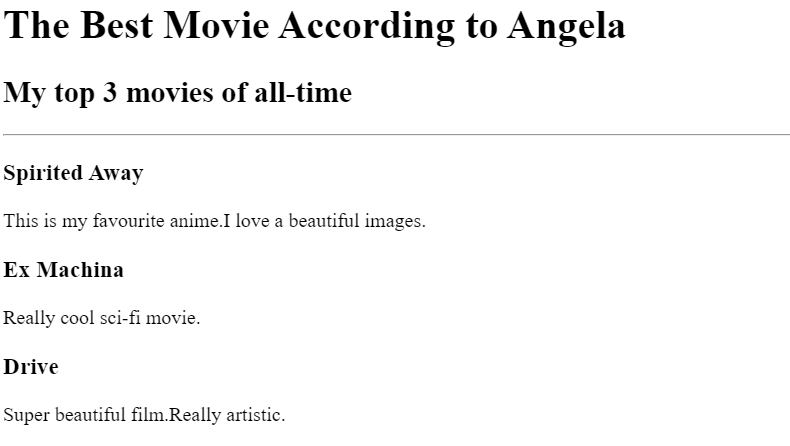 The Best Movie According to Angela
My top 3 movies of all-time
Spirited Away
This is my favourite anime.I love a beautiful images.
Ex Machina
Really cool sci-fi movie.
Drive
Super beautiful film.Really artistic.